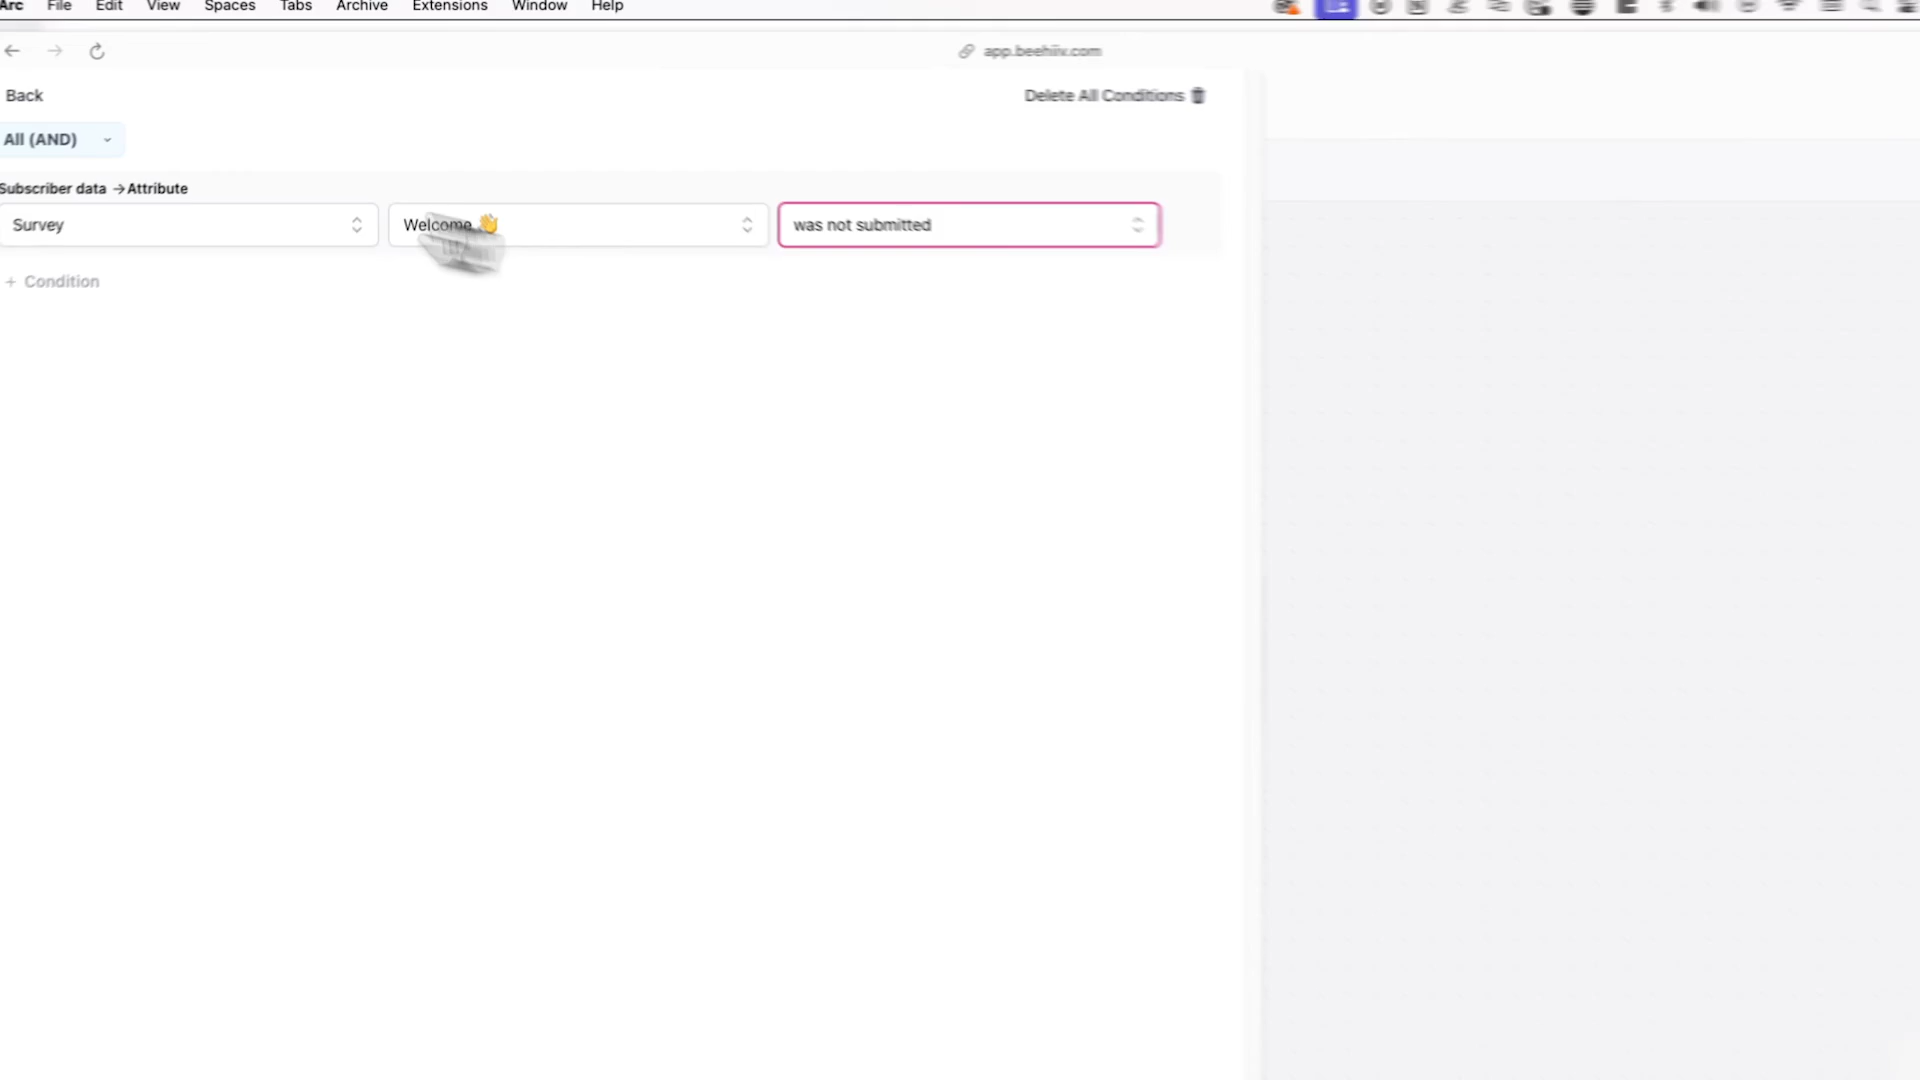 Arc File Edit View Spaces Tabs Archive Extensions Window Help
app.beehiiv.com
Back Delete All Conditions
All (AND)
Subscriber data → Attribute
Survey Welcome 👋 was not submitted
+ Condition